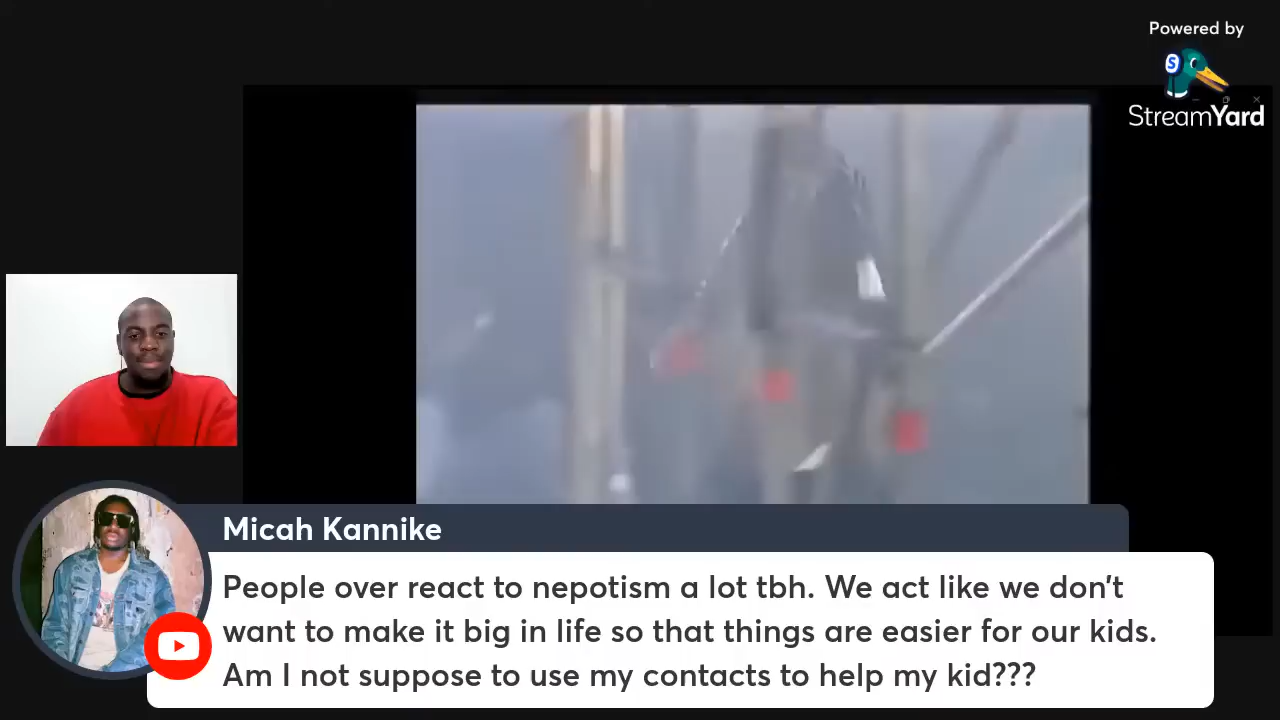 Powered by
StreamYard
Micah Kannike
People over react to nepotism a lot tbh. We act like we don't
want to make it big in life so that things are easier for our kids.
Am I not suppose to use my contacts to help my kid???